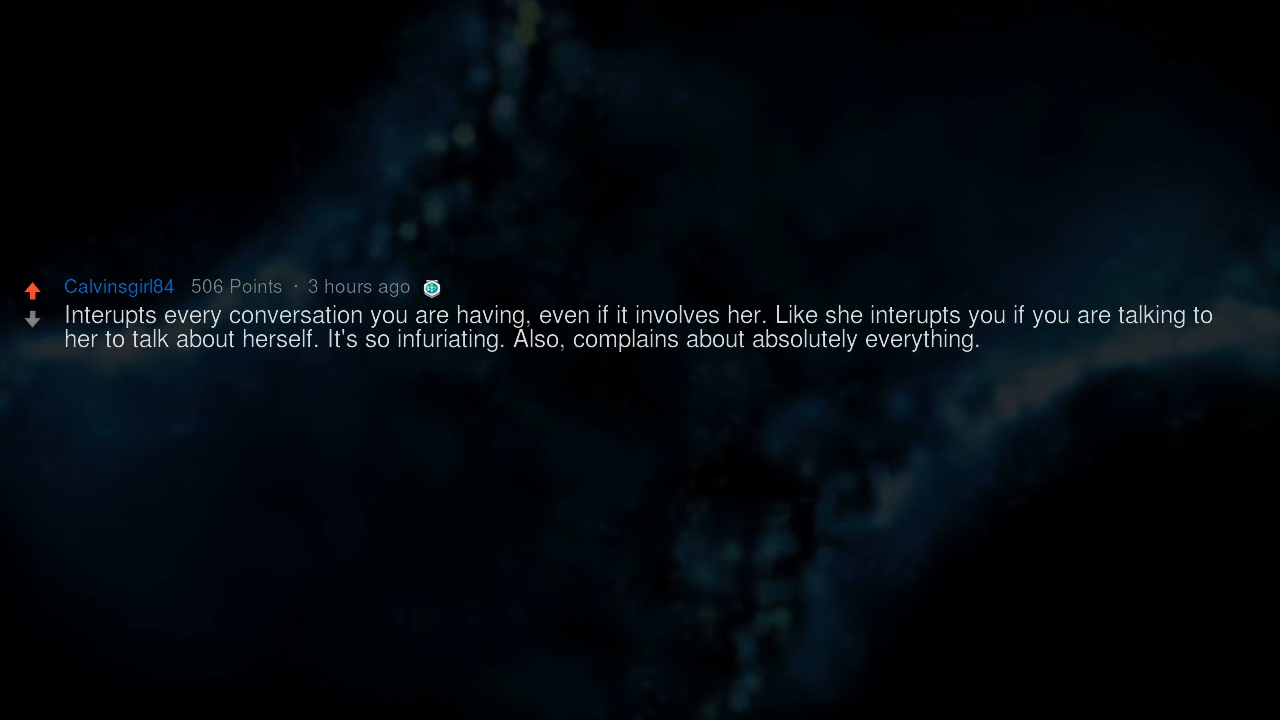 Calvinsgirl84 506 Points · 3 hours ago
Interupts every conversation you are having, even if it involves her. Like she interupts you if you are talking to
her to talk about herself. It's so infuriating. Also, complains about absolutely everything.